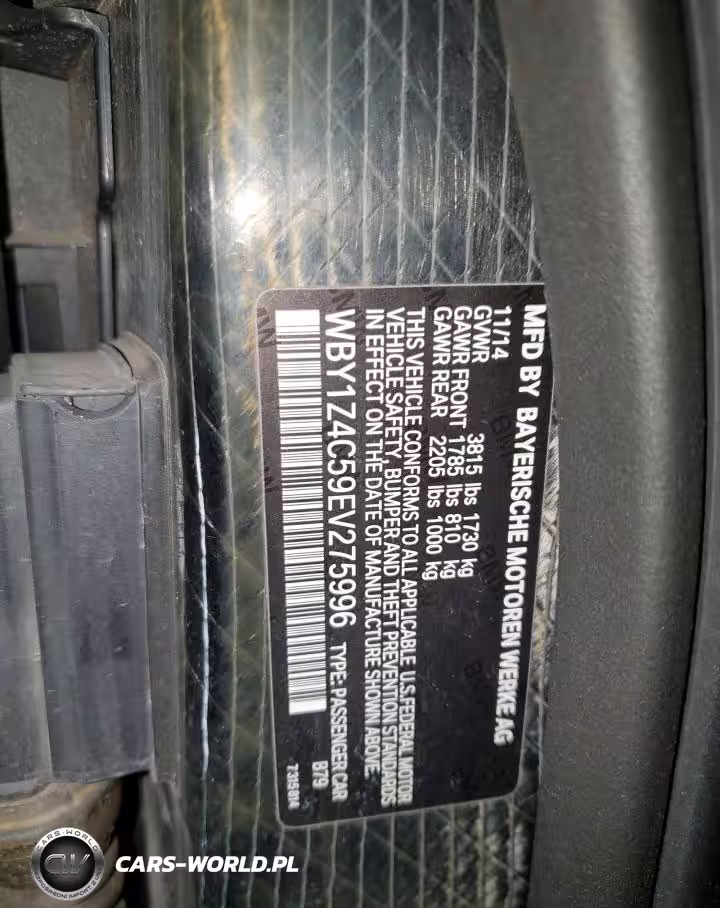 MFD BY BAYERISCHE MOTOREN WERKE AG
11/14
GVWR 3815 lbs 1730 kg
GAWR FRONT 1785 lbs 810 kg
GAWR REAR 2205 lbs 1000 kg
THIS VEHICLE CONFORMS TO ALL APPLICABLE U.S.FEDERAL MOTOR
VEHICLE SAFETY, BUMPER AND THEFT PREVENTION STANDARDS
IN EFFECT ON THE DATE OF MANUFACTURE SHOWN ABOVE
WBY1Z4C59EV275996 TYPE: PASSENGER CAR
B79
CARS-WORLD
CW
CARS-WORLD.PL